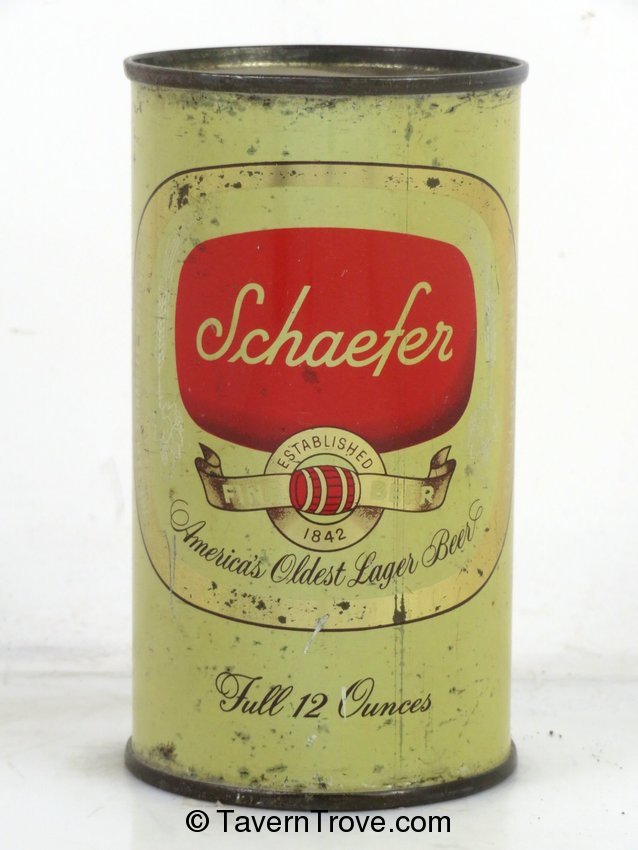 Schaefer
ESTABLISHED
FINE BEER
1842
America's Oldest Lager Beer
Full 12 Ounces
© TavernTrove.com